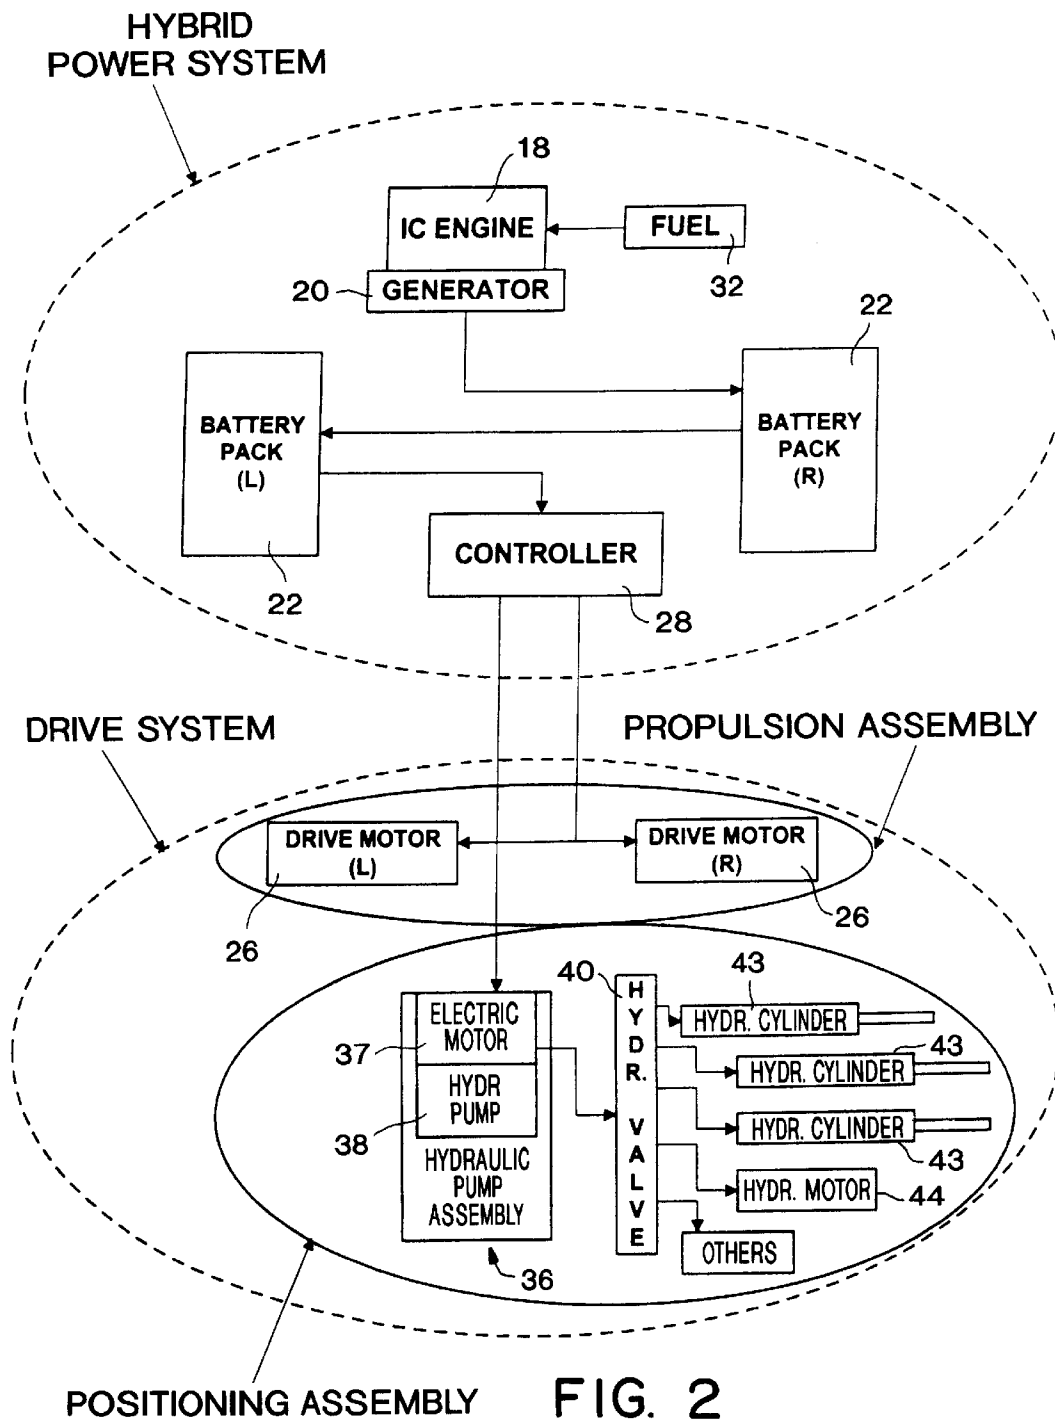 HYBRID
POWER SYSTEM
18
IC ENGINE
FUEL
32
20
GENERATOR
22
BATTERY
PACK
(L)
BATTERY
PACK
(R)
22
CONTROLLER
28
DRIVE SYSTEM
PROPULSION ASSEMBLY
DRIVE MOTOR
(L)
DRIVE MOTOR
(R)
26
26
ELECTRIC
MOTOR
37
HYDR
PUMP
38
HYDRAULIC
PUMP
ASSEMBLY
36
40
HYDR. VALVE
43
HYDR. CYLINDER
43
HYDR. CYLINDER
HYDR. CYLINDER
43
HYDR. MOTOR
44
OTHERS
POSITIONING ASSEMBLY
FIG. 2